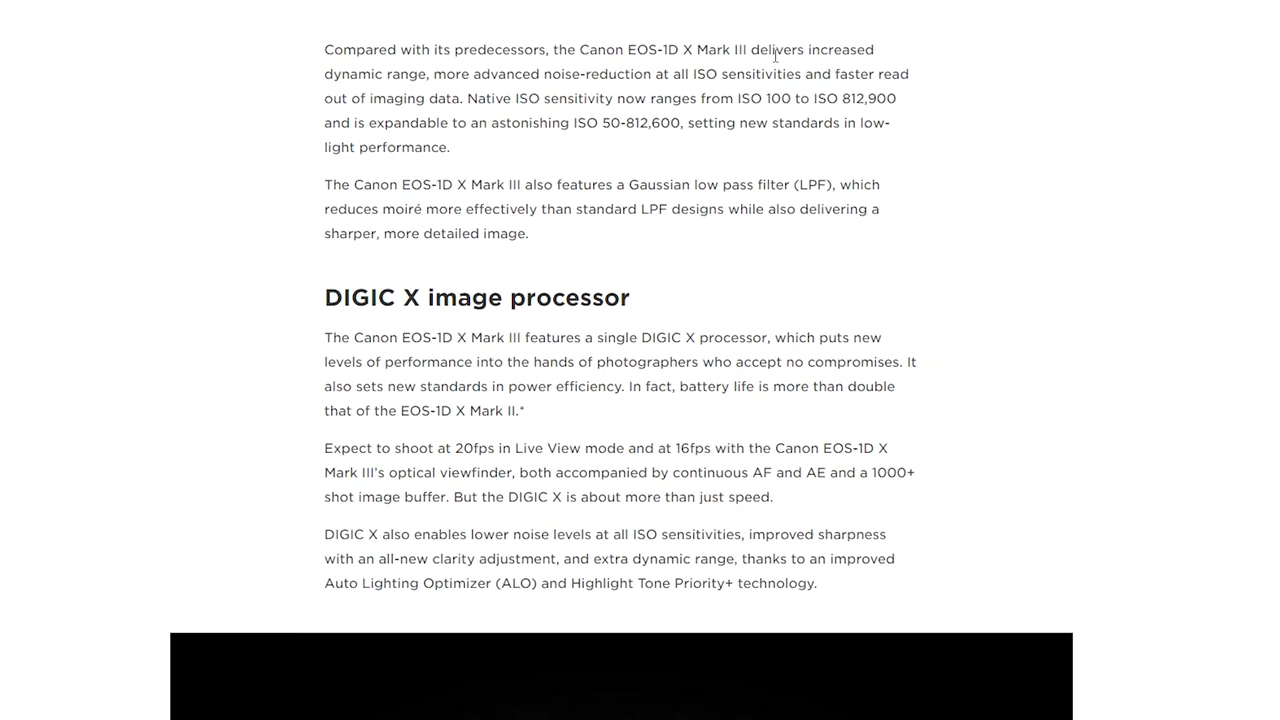 Compared with its predecessors, the Canon EOS-1D X Mark III delivers increased
dynamic range, more advanced noise-reduction at all ISO sensitivities and faster read
out of imaging data. Native ISO sensitivity now ranges from ISO 100 to ISO 812,900
and is expandable to an astonishing ISO 50-812,600, setting new standards in low-
light performance.
The Canon EOS-1D X Mark III also features a Gaussian low pass filter (LPF), which
reduces moiré more effectively than standard LPF designs while also delivering a
sharper, more detailed image.
DIGIC X image processor
The Canon EOS-1D X Mark III features a single DIGIC X processor, which puts new
levels of performance into the hands of photographers who accept no compromises. It
also sets new standards in power efficiency. In fact, battery life is more than double
that of the EOS-1D X Mark II.*
Expect to shoot at 20fps in Live View mode and at 16fps with the Canon EOS-1D X
Mark III's optical viewfinder, both accompanied by continuous AF and AE and a 1000+
shot image buffer. But the DIGIC X is about more than just speed.
DIGIC X also enables lower noise levels at all ISO sensitivities, improved sharpness
with an all-new clarity adjustment, and extra dynamic range, thanks to an improved
Auto Lighting Optimizer (ALO) and Highlight Tone Priority+ technology.